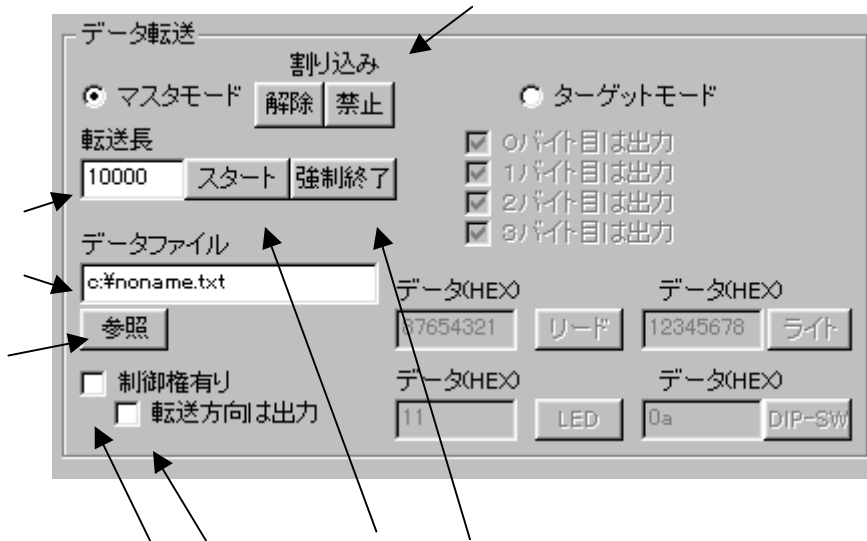 データ転送
割り込み
マスタモード 解除 禁止
転送長
10000 スタート 強制終了
データファイル
c:¥noname.txt
参照
制御権有り
転送方向は出力
ターゲットモード
0バイト目は出力
1バイト目は出力
2バイト目は出力
3バイト目は出力
データ(HEX) データ(HEX)
87654321 リード 12345678 ライト
データ(HEX) データ(HEX)
11 LED 0a DIP-SW